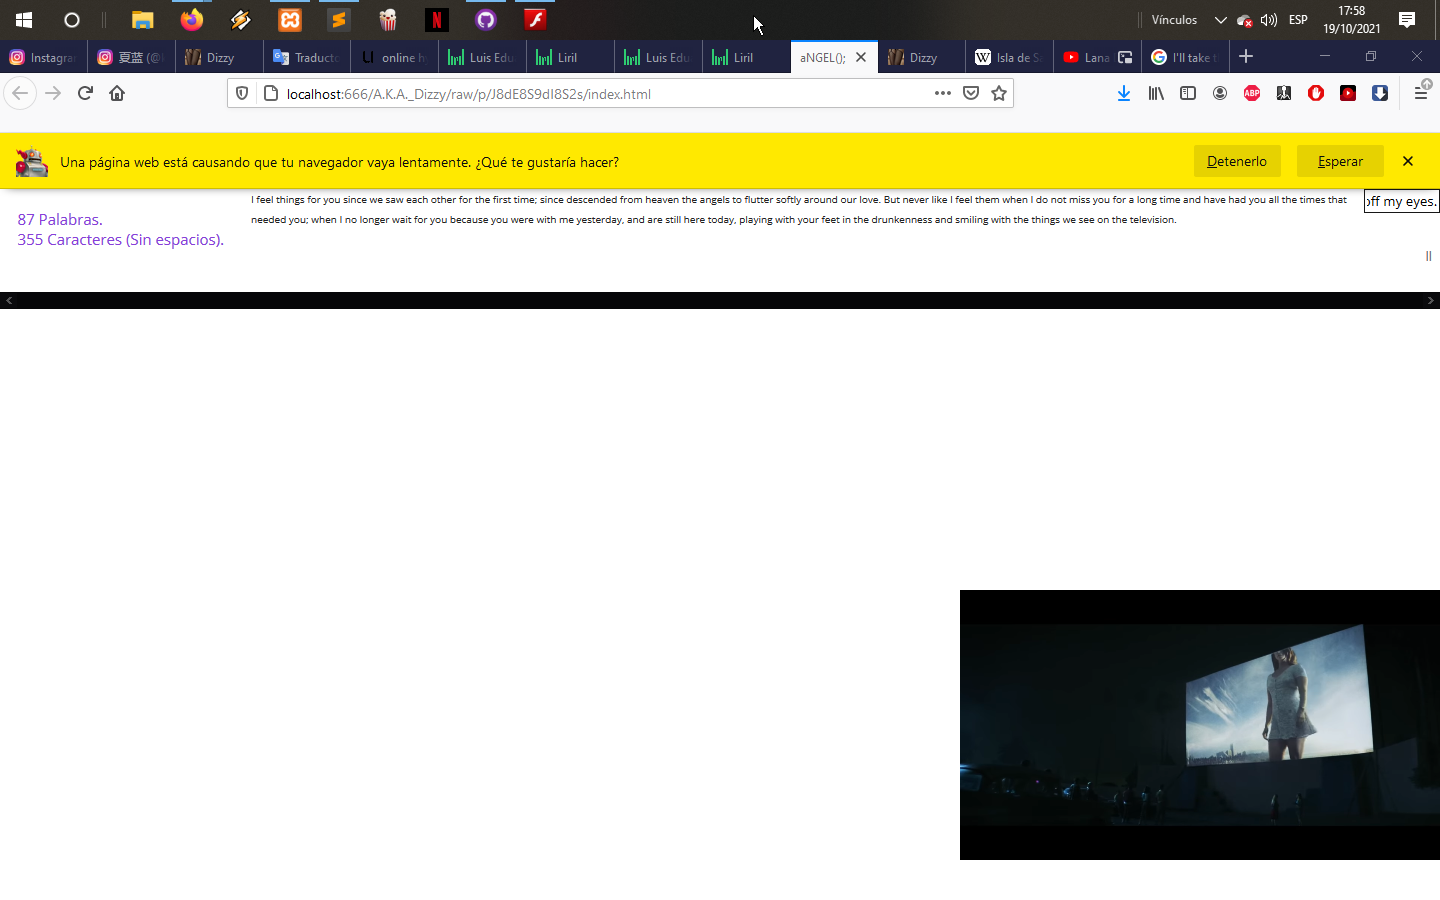 Vínculos
ESP
17:58
19/10/2021
Instagra
夏蓝 (@
Dizzy
Traducto
online h
Luis Edu
Liril
Luis Edu
Liril
aNGEL();
Dizzy
Isla de S
Lana
I'll take t
localhost:666/A.K.A._Dizzy/raw/p/J8dE8S9dI8S2s/index.html
ABP
Una página web está causando que tu navegador vaya lentamente. ¿Qué te gustaría hacer?
Detenerlo
Esperar
87 Palabras.
355 Caracteres (Sin espacios).
I feel things for you since we saw each other for the first time; since descended from heaven the angels to flutter softly around our love. But never like I feel them when I do not miss you for a long time and have had you all the times that
needed you; when I no longer wait for you because you were with me yesterday, and are still here today, playing with your feet in the drunkenness and smiling with the things we see on the television.
off my eyes.
||